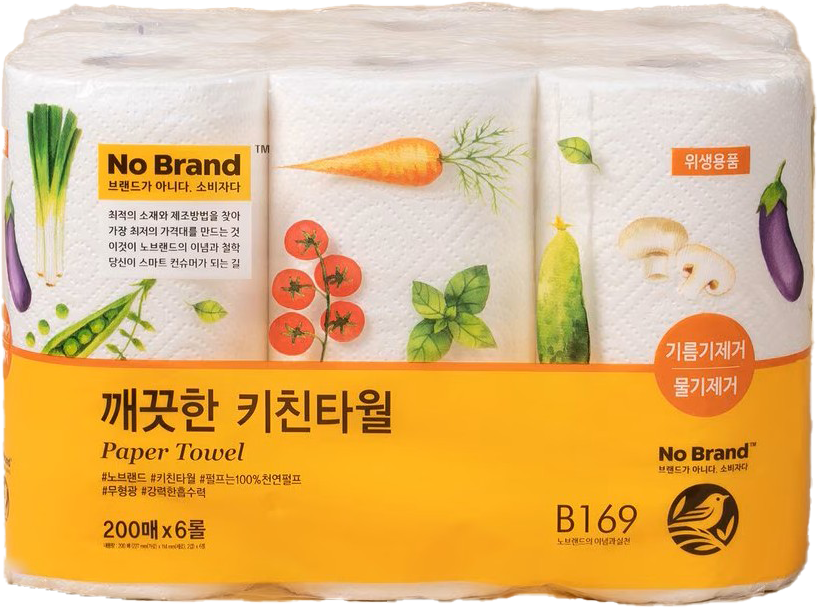 No Brand™
브랜드가 아니다. 소비자다
최적의 소재와 제조방법을 찾아
가장 최저의 가격대를 만드는 것
이것이 노브랜드의 이념과 철학
당신이 스마트 컨슈머가 되는 길
위생용품
기름기제거
물기제거
깨끗한 키친타월
Paper Towel
#노브랜드 #키친타월 #펄프는100%천연펄프
#무형광 #강력한흡수력
200매x6롤
No Brand™
브랜드가 아니다. 소비자다
B169
노브랜드의 이념과실천